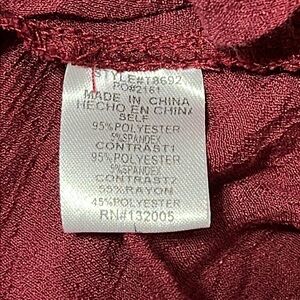 STYLE#T8692
PO#2161
MADE IN CHINA
HECHO EN CHINA
SELF
95%POLYESTER
5%SPANDEX
CONTRAST1
95%POLYESTER
5%SPANDEX
CONTRAST2
55%RAYON
45%POLYESTER
RN#132005